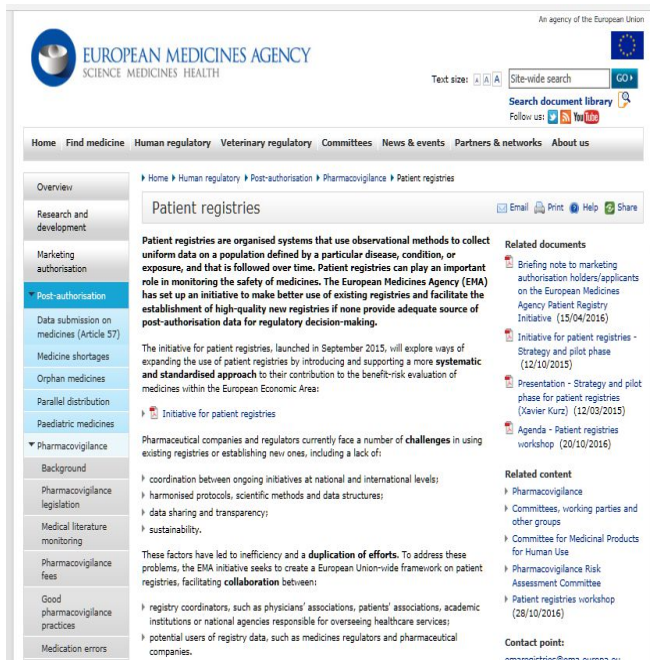 An agency of the European Union
EUROPEAN MEDICINES AGENCY
SCIENCE MEDICINES HEALTH
Text size: A A A
Site-wide search
GO
Search document library
Follow us: You Tube
Home Find medicine Human regulatory Veterinary regulatory Committees News & events Partners & networks About us
Overview
Research and
development
Marketing
authorisation
Post-authorisation
Data submission on
medicines (Article 57)
Medicine shortages
Orphan medicines
Parallel distribution
Paediatric medicines
Pharmacovigilance
Background
Pharmacovigilance
legislation
Medical literature
monitoring
Pharmacovigilance
fees
Good
pharmacovigilance
practices
Medication errors
Home Human regulatory Post-authorisation Pharmacovigilance Patient registries
Patient registries
Email Print Help Share
Patient registries are organised systems that use observational methods to collect
uniform data on a population defined by a particular disease, condition, or
exposure, and that is followed over time. Patient registries can play an important
role in monitoring the safety of medicines. The European Medicines Agency (EMA)
has set up an initiative to make better use of existing registries and facilitate the
establishment of high-quality new registries if none provide adequate source of
post-authorisation data for regulatory decision-making.
The initiative for patient registries, launched in September 2015, will explore ways of
expanding the use of patient registries by introducing and supporting a more systematic
and standardised approach to their contribution to the benefit-risk evaluation of
medicines within the European Economic Area:
Initiative for patient registries
Pharmaceutical companies and regulators currently face a number of challenges in using
existing registries or establishing new ones, including a lack of:
coordination between ongoing initiatives at national and international levels;
harmonised protocols, scientific methods and data structures;
data sharing and transparency;
sustainability.
These factors have led to inefficiency and a duplication of efforts. To address these
problems, the EMA initiative seeks to create a European Union-wide framework on patient
registries, facilitating collaboration between:
registry coordinators, such as physicians' associations, patients' associations, academic
institutions or national agencies responsible for overseeing healthcare services;
potential users of registry data, such as medicines regulators and pharmaceutical
companies.
Related documents
Briefing note to marketing
authorisation holders/applicants
on the European Medicines
Agency Patient Registry
Initiative (15/04/2016)
Initiative for patient registries -
Strategy and pilot phase
(12/10/2015)
Presentation - Strategy and pilot
phase for patient registries
(Xavier Kurz) (12/03/2015)
Agenda - Patient registries
workshop (20/10/2016)
Related content
Pharmacovigilance
Committees, working parties and
other groups
Committee for Medicinal Products
for Human Use
Pharmacovigilance Risk
Assessment Committee
Patient registries workshop
(28/10/2016)
Contact point: